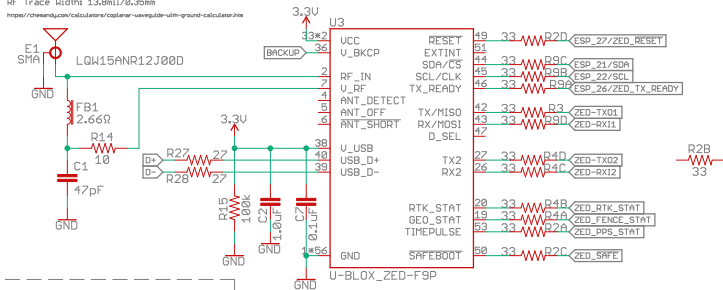 RF Trace Width: 13.8mil/0.35mm
https://chemandy.com/calculators/coplanar-waveguide-with-ground-calculator.htm
3.3V
U3
E1
SMA
LQW15ANR12J00D
GND
BACKUP
33*2
VCC
36
V_BKCP
2
RF_IN
7
V_RF
4
ANT_DETECT
5
ANT_OFF
6
ANT_SHORT
38
V_USB
40
USB_D+
39
USB_D-
1*56
GND
RESET
49
33
R2D
ESP_27/ZED_RESET
EXTINT
51
SDA/CS
44
33
R9C
ESP_21/SDA
SCL/CLK
45
33
R9B
ESP_22/SCL
TX_READY
46
33
R9A
ESP_26/ZED_TX_READY
TX/MISO
42
33
R3
ZED-TXO1
RX/MOSI
43
33
R9D
ZED-RXI1
D_SEL
47
TX2
27
33
R4D
ZED-TXO2
RX2
26
33
R4C
ZED-RXI2
RTK_STAT
20
33
R4B
ZED_RTK_STAT
GEO_STAT
19
33
R4A
ZED_FENCE_STAT
TIMEPULSE
53
33
R2A
ZED_PPS_STAT
SAFEBOOT
50
33
R2C
ZED_SAFE
U-BLOX_ZED-F9P
FB1
2.66Ω
R14
10
C1
47pF
GND
3.3V
D+
R27
27
D-
R28
27
R15
100k
GND
C2
1.0uF
GND
C7
0.1uF
GND
R2B
33